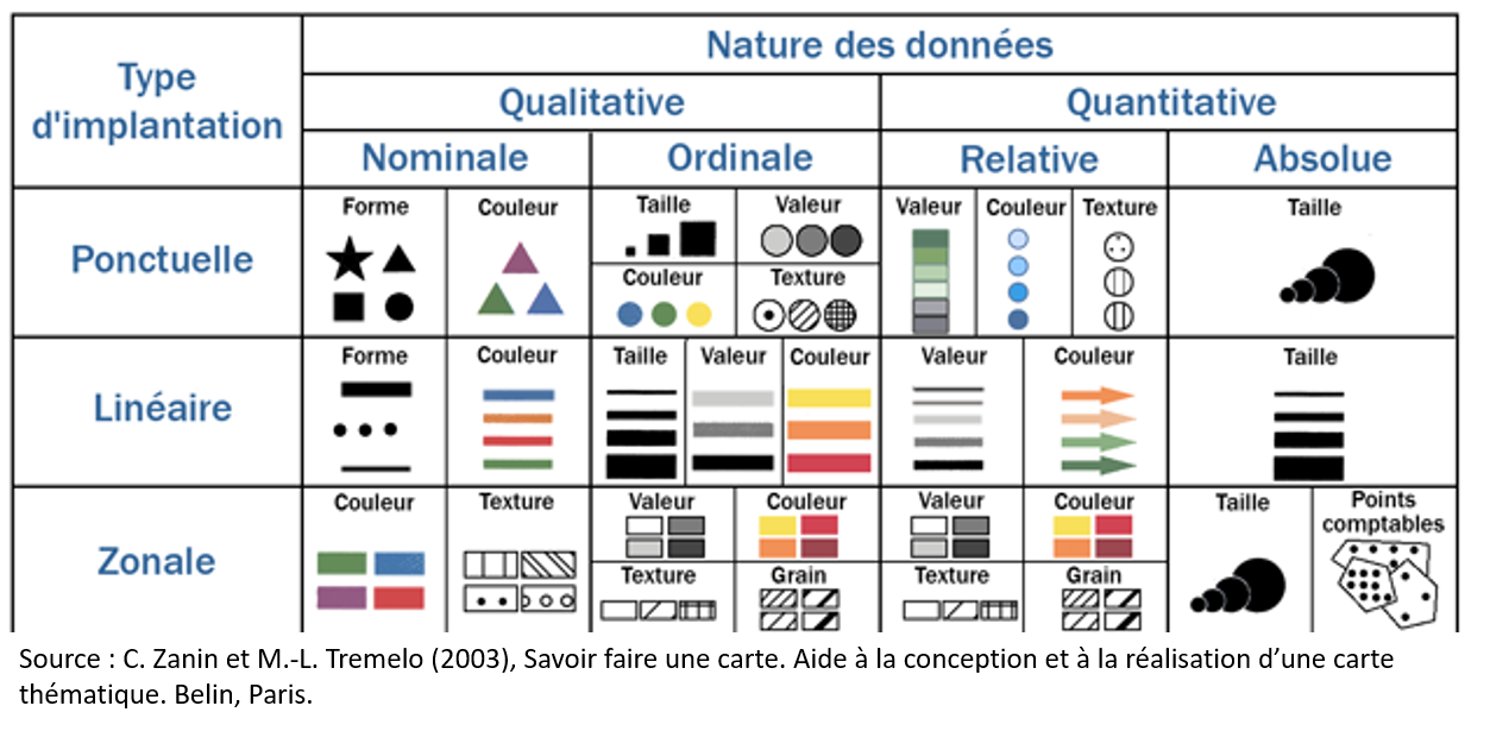 Type
d'implantation
Nature des données
Qualitative
Quantitative
Nominale
Ordinale
Relative
Absolue
Ponctuelle
Forme
Couleur
Taille
Valeur
Couleur
Texture
Valeur
Couleur
Texture
Taille
Linéaire
Forme
Couleur
Taille
Valeur
Couleur
Valeur
Couleur
Taille
Zonale
Couleur
Texture
Valeur
Couleur
Texture
Grain
Valeur
Couleur
Texture
Grain
Taille
Points
comptables
Source : C. Zanin et M.-L. Tremelo (2003), Savoir faire une carte. Aide à la conception et à la réalisation d’une carte
thématique. Belin, Paris.